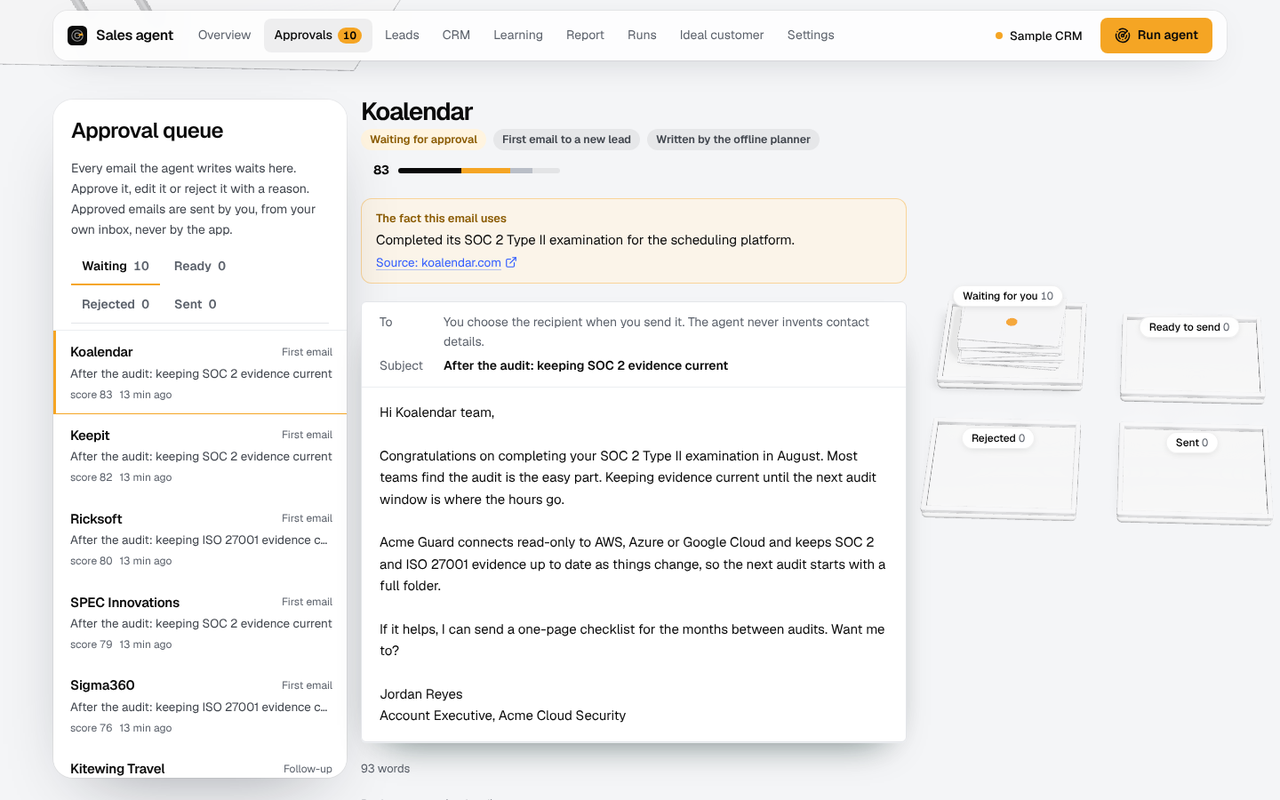 Sales agent
Overview
Approvals 10
Leads
CRM
Learning
Report
Runs
Ideal customer
Settings
Sample CRM
Run agent
Approval queue
Every email the agent writes waits here.
Approve it, edit it or reject it with a reason.
Approved emails are sent by you, from your
own inbox, never by the app.
Waiting 10
Ready 0
Rejected 0
Sent 0
Koalendar
First email
After the audit: keeping SOC 2 evidence current
score 83 13 min ago
Keepit
First email
After the audit: keeping SOC 2 evidence current
score 82 13 min ago
Ricksoft
First email
After the audit: keeping ISO 27001 evidence c...
score 80 13 min ago
SPEC Innovations
First email
After the audit: keeping SOC 2 evidence current
score 79 13 min ago
Sigma360
First email
After the audit: keeping ISO 27001 evidence c...
score 76 13 min ago
Kitewing Travel
Follow-up
Koalendar
Waiting for approval
First email to a new lead
Written by the offline planner
83
The fact this email uses
Completed its SOC 2 Type II examination for the scheduling platform.
Source: koalendar.com
To
You choose the recipient when you send it. The agent never invents contact
details.
Subject
After the audit: keeping SOC 2 evidence current
Hi Koalendar team,
Congratulations on completing your SOC 2 Type II examination in August. Most
teams find the audit is the easy part. Keeping evidence current until the next audit
window is where the hours go.
Acme Guard connects read-only to AWS, Azure or Google Cloud and keeps SOC 2
and ISO 27001 evidence up to date as things change, so the next audit starts with a
full folder.
If it helps, I can send a one-page checklist for the months between audits. Want me
to?
Jordan Reyes
Account Executive, Acme Cloud Security
93 words
Waiting for you 10
Ready to send 0
Rejected 0
Sent 0